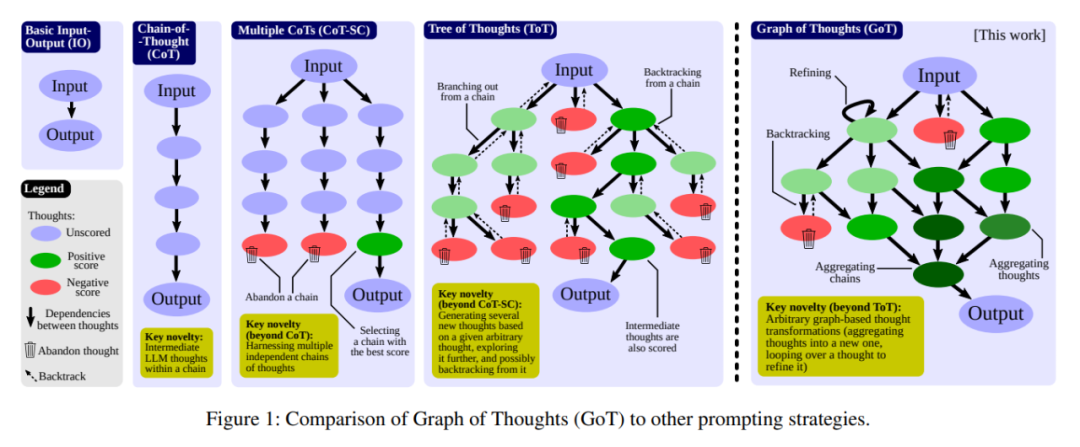 Basic Input-
Output (IO)
Input
Output
Legend
Thoughts:
Unscored
Positive
score
Negative
score
Dependencies
between thoughts
Abandon thought
Backtrack
Chain-of-
-Thought
(CoT)
Input
Output
Key novelty:
Intermediate
LLM thoughts
within a chain
Multiple CoTs (CoT-SC)
Input
Abandon a chain
Output
Key novelty
(beyond CoT):
Harnessing multiple
independent chains
of thoughts
Selecting
a chain with
the best score
Tree of Thoughts (ToT)
Input
Branching out
from a chain
Backtracking
from a chain
Output
Key novelty
(beyond CoT-SC):
Generating several
new thoughts based
on a given arbitrary
thought, exploring
it further, and possibly
backtracking from it
Intermediate
thoughts are
also scored
Graph of Thoughts (GoT)
[This work]
Refining
Input
Backtracking
Aggregating
chains
Aggregating
thoughts
Output
Key novelty (beyond ToT):
Arbitrary graph-based thought
transformations (aggregating
thoughts into a new one,
looping over a thought to
refine it)
Figure 1: Comparison of Graph of Thoughts (GoT) to other prompting strategies.